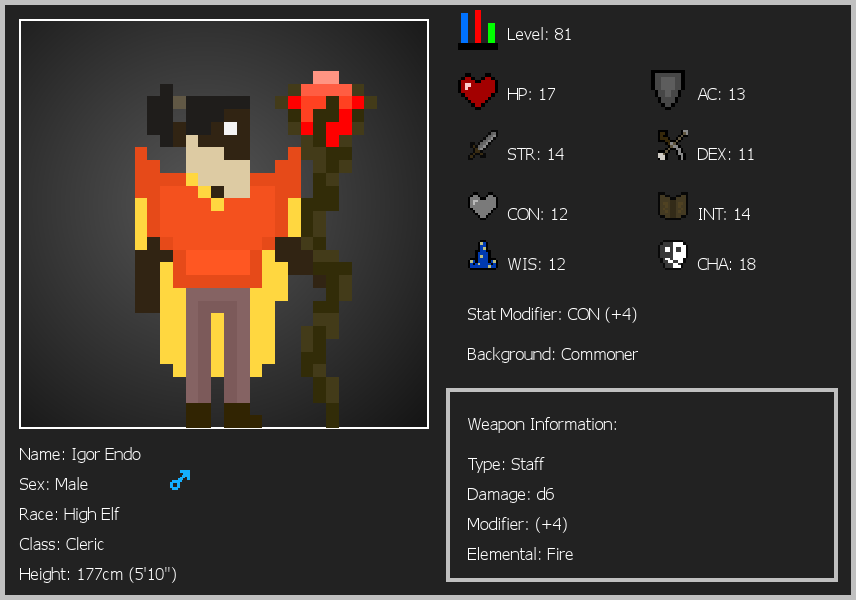 Level: 81
HP: 17
AC: 13
STR: 14
DEX: 11
CON: 12
INT: 14
WIS: 12
CHA: 18
Stat Modifier: CON (+4)
Background: Commoner
Weapon Information:
Type: Staff
Damage: d6
Modifier: (+4)
Elemental: Fire
Name: Igor Endo
Sex: Male
Race: High Elf
Class: Cleric
Height: 177cm (5'10")